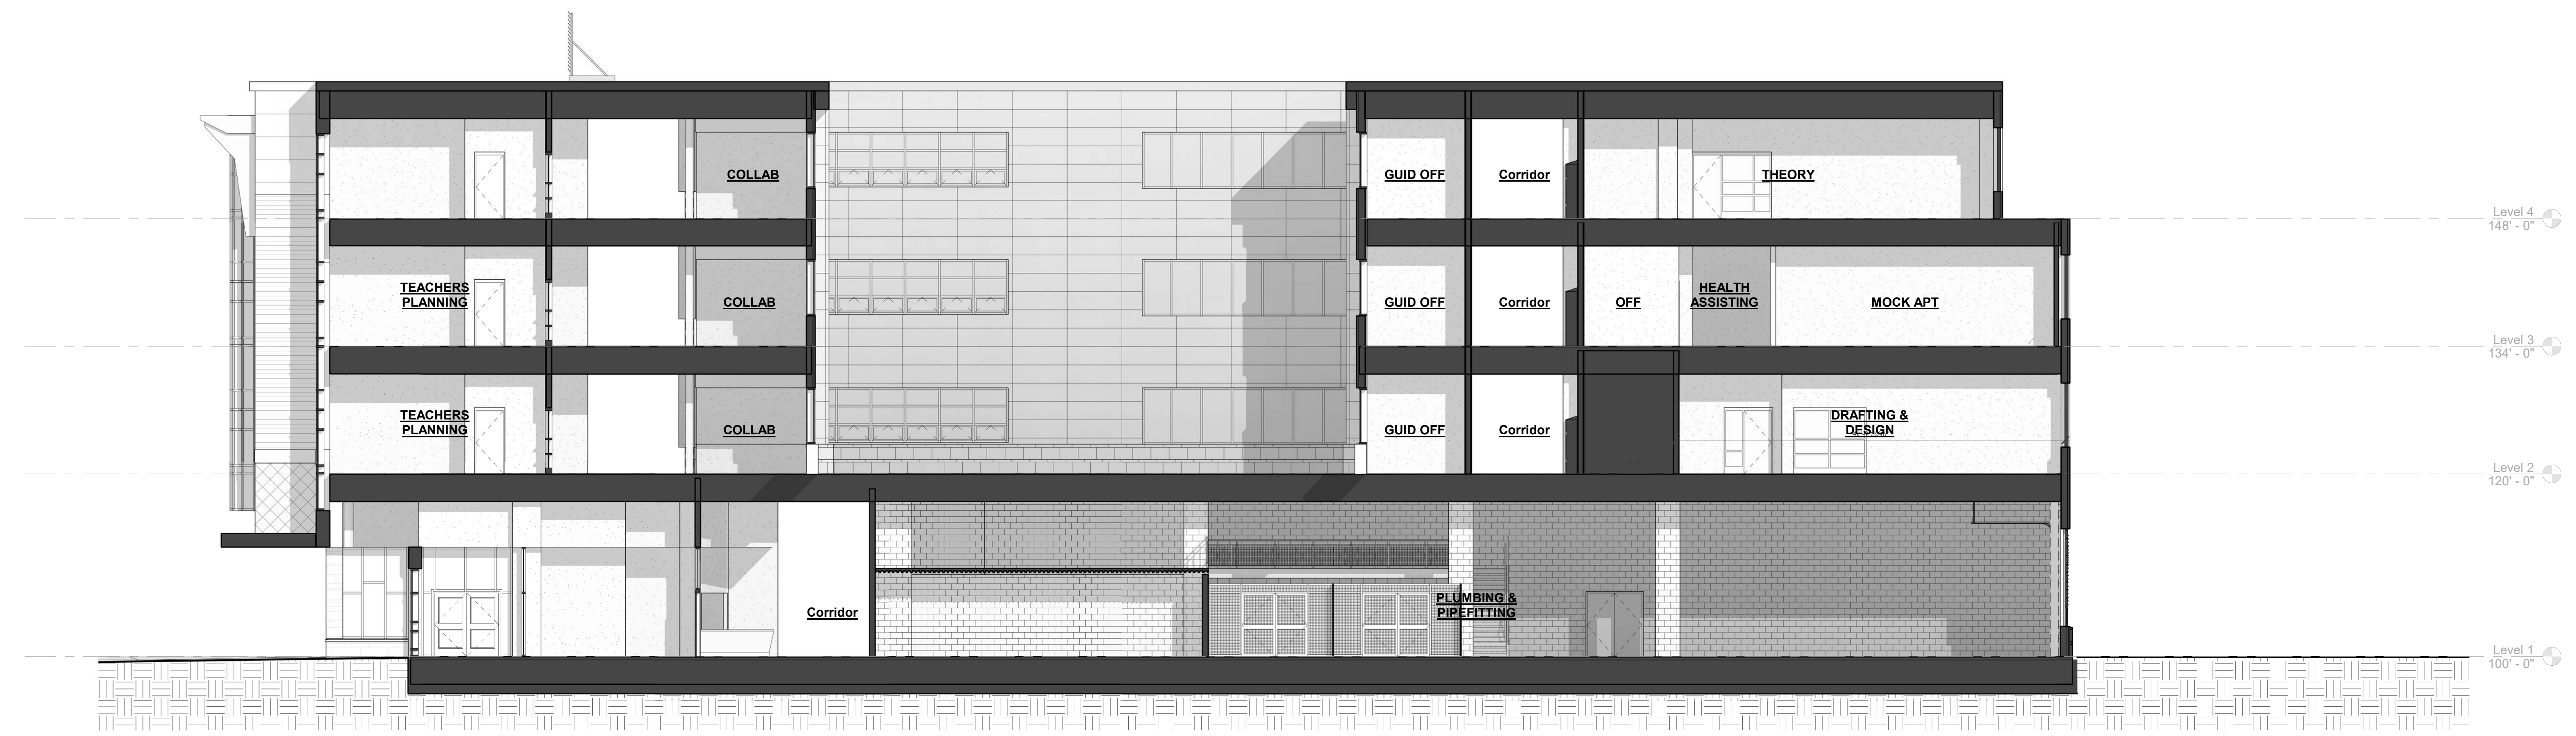 COLLAB
GUID OFF
Corridor
THEORY
Level 4
148' - 0"
TEACHERS
PLANNING
COLLAB
GUID OFF
Corridor
OFF
HEALTH
ASSISTING
MOCK APT
Level 3
134' - 0"
TEACHERS
PLANNING
COLLAB
GUID OFF
Corridor
DRAFTING &
DESIGN
Level 2
120' - 0"
Corridor
PLUMBING &
PIPEFITTING
Level 1
100' - 0"